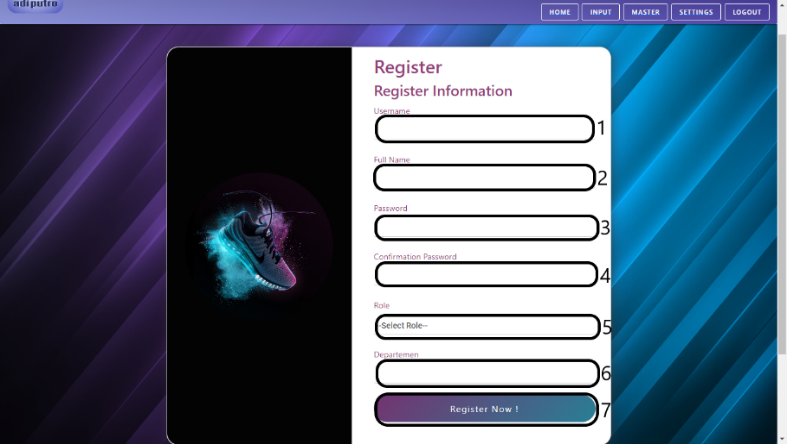 adiputro
HOME INPUT MASTER SETTINGS LOGOUT
Register
Register Information
Username
1
Full Name
2
Password
3
Confirmation Password
4
Role
-Select Role--
5
Departemen
6
Register Now !
7